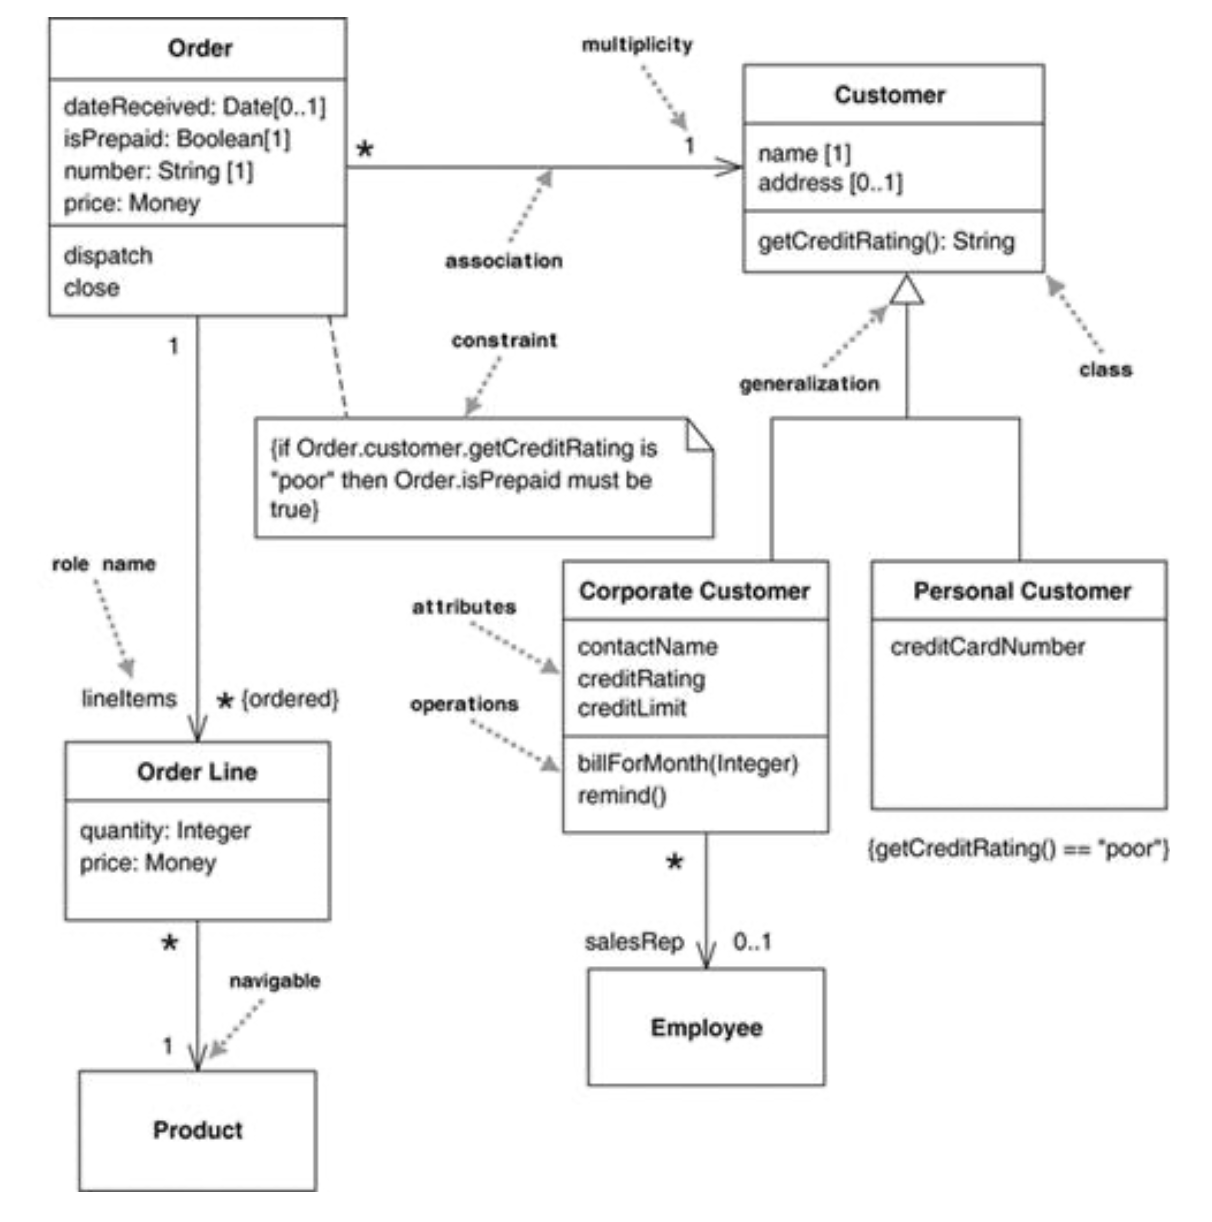 Order
dateReceived: Date[0..1]
isPrepaid: Boolean[1]
number: String [1]
price: Money
dispatch
close
multiplicity
*
1
association
Customer
name [1]
address [0..1]
getCreditRating(): String
class
generalization
constraint
{if Order.customer.getCreditRating is
"poor" then Order.isPrepaid must be
true}
1
role name
lineItems
* {ordered}
Order Line
quantity: Integer
price: Money
*
navigable
1
Product
attributes
operations
Corporate Customer
contactName
creditRating
creditLimit
billForMonth(Integer)
remind()
Personal Customer
creditCardNumber
{getCreditRating() == "poor"}
*
salesRep
0..1
Employee